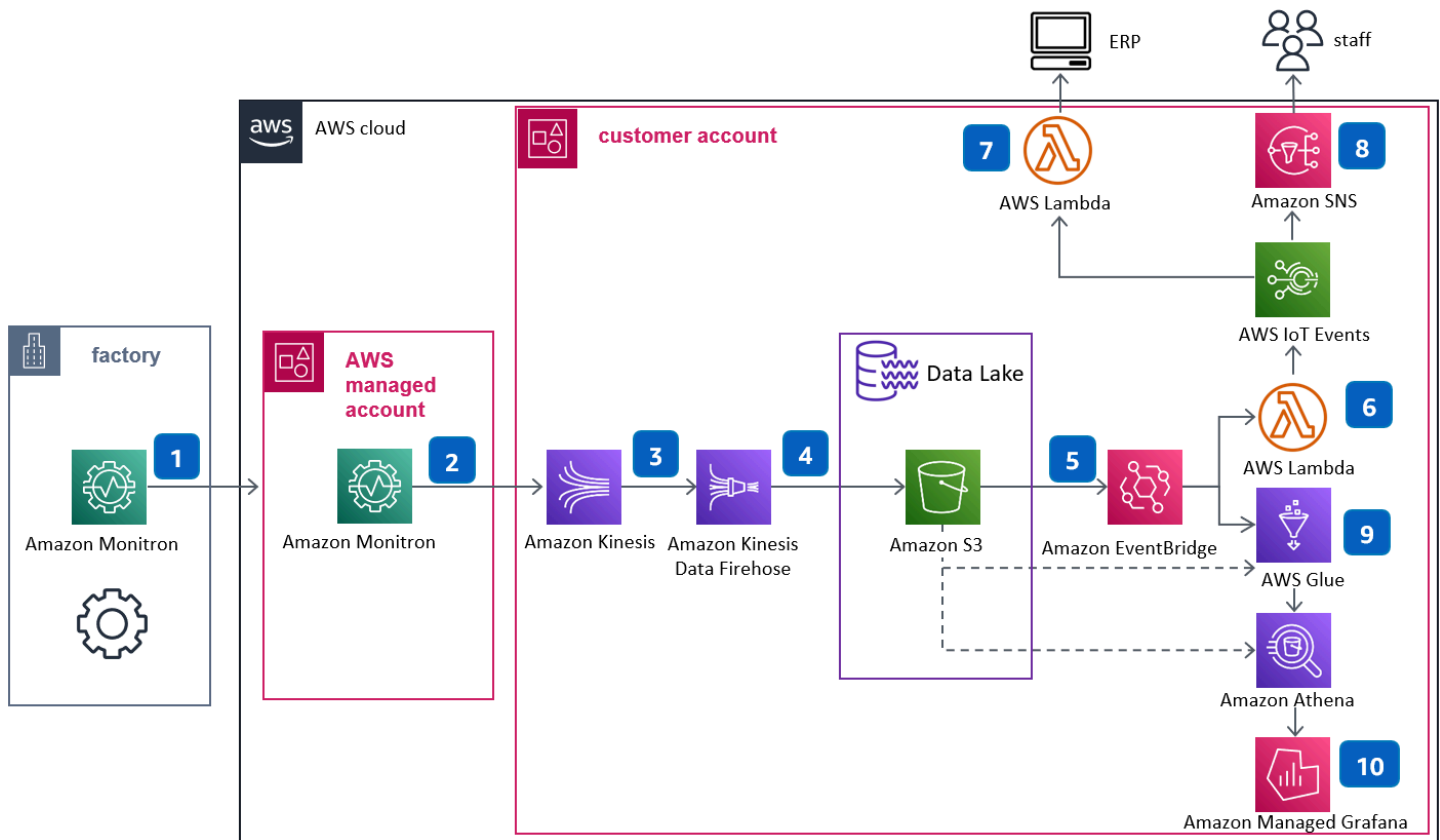 ERP
staff
aws
AWS cloud
customer account
7
8
AWS Lambda
Amazon SNS
factory
AWS
managed
account
Data Lake
AWS IoT Events
6
AWS Lambda
1
2
3
4
5
Amazon Monitron
Amazon Monitron
Amazon Kinesis
Amazon Kinesis
Data Firehose
Amazon S3
Amazon EventBridge
9
AWS Glue
Amazon Athena
10
Amazon Managed Grafana